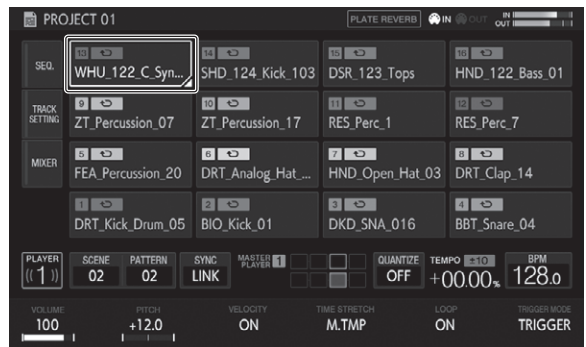 PROJECT 01 PLATE REVERB IN OUT IN OUT
SEQ. 13 WHU_122_C_Syn... 14 SHD_124_Kick_103 15 DSR_123_Tops 16 HND_122_Bass_01
TRACK SETTING 9 ZT_Percussion_07 10 ZT_Percussion_17 11 RES_Perc_1 12 RES_Perc_7
MIXER 5 FEA_Percussion_20 6 DRT_Analog_Hat_... 7 HND_Open_Hat_03 8 DRT_Clap_14
1 DRT_Kick_Drum_05 2 BIO_Kick_01 3 DKD_SNA_016 4 BBT_Snare_04
PLAYER 1 SCENE 02 PATTERN 02 SYNC LINK MASTER PLAYER 1 QUANTIZE OFF TEMPO ±10 +00.00% BPM 128.0
VOLUME PITCH VELOCITY TIME STRETCH LOOP TRIGGER MODE
100 +12.0 ON M.TMP ON TRIGGER